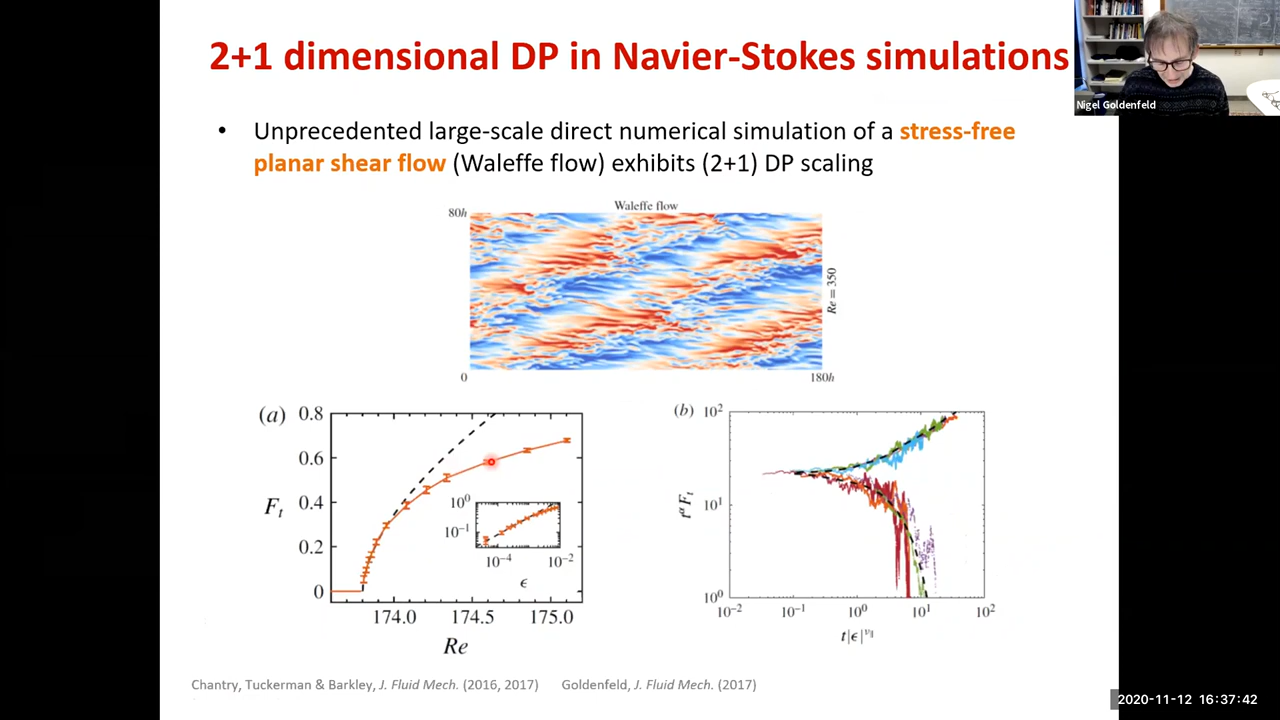 2+1 dimensional DP in Navier-Stokes simulations
Nigel Goldenfeld
• Unprecedented large-scale direct numerical simulation of a stress-free
planar shear flow (Waleffe flow) exhibits (2+1) DP scaling
Waleffe flow
80h
Re = 350
0
180h
(a)
0.8
0.6
0.4
0.2
0
F_t
174.0
174.5
175.0
Re
10^0
10^-1
10^-4
10^-2
ϵ
(b)
10^2
10^1
10^0
t^α F_t
10^-2
10^-1
10^0
10^1
10^2
t|ϵ|^ν∥
Chantry, Tuckerman & Barkley, J. Fluid Mech. (2016, 2017)
Goldenfeld, J. Fluid Mech. (2017)
2020-11-12 16:37:42